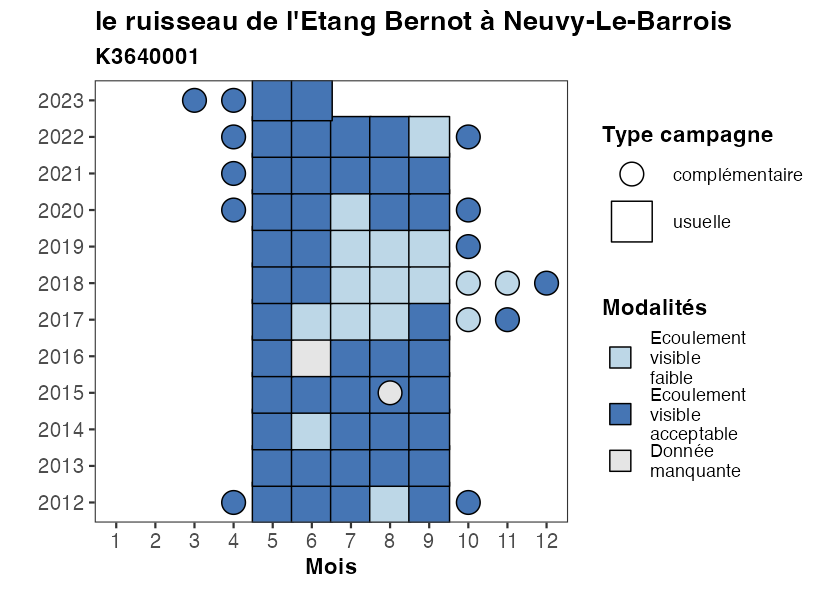 le ruisseau de l'Etang Bernot à Neuvy-Le-Barrois
K3640001
2023
2022
2021
2020
2019
2018
2017
2016
2015
2014
2013
2012
1 2 3 4 5 6 7 8 9 10 11 12
Mois
Type campagne
complémentaire
usuelle
Modalités
Ecoulement
visible
faible
Ecoulement
visible
acceptable
Donnée
manquante